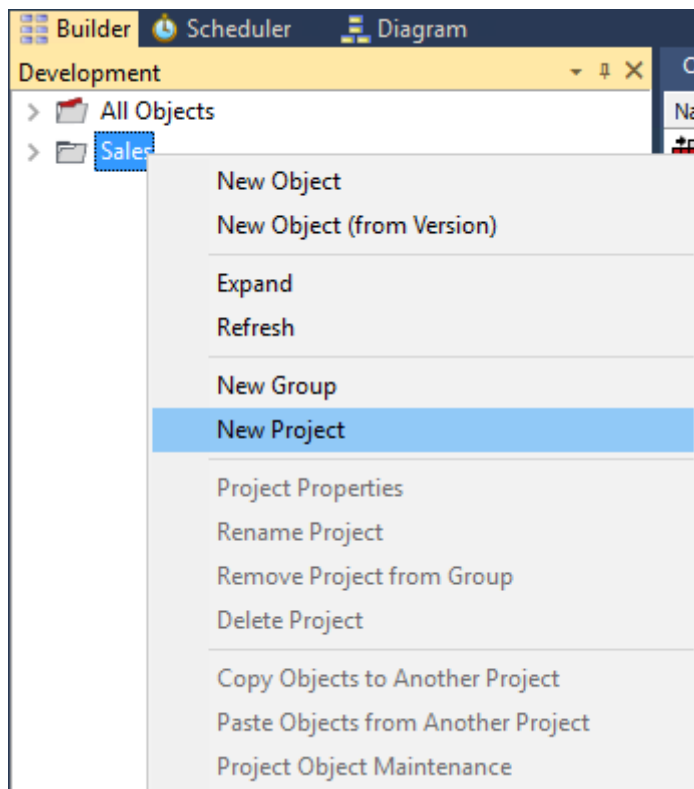 Builder Scheduler Diagram
Development
All Objects
Sales
New Object
New Object (from Version)
Expand
Refresh
New Group
New Project
Project Properties
Rename Project
Remove Project from Group
Delete Project
Copy Objects to Another Project
Paste Objects from Another Project
Project Object Maintenance